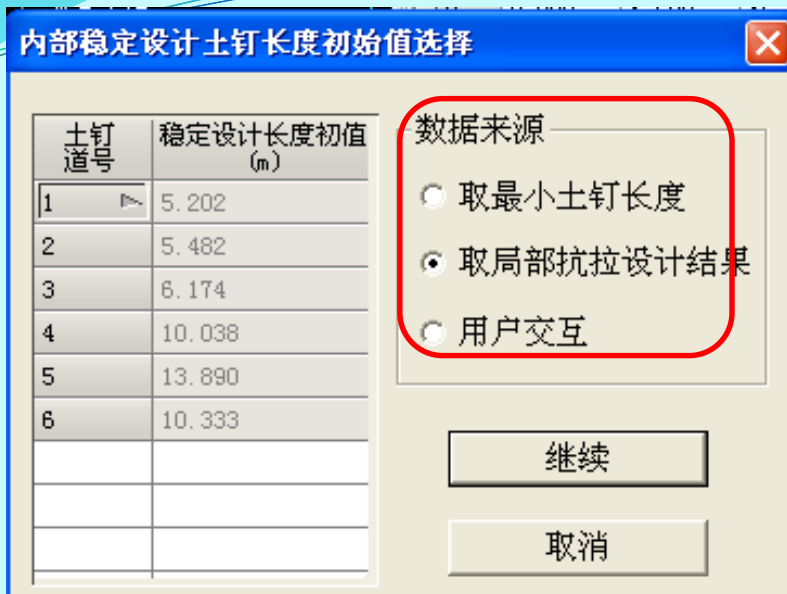 内部稳定设计土钉长度初始值选择
土钉
道号
稳定设计长度初值
(m)
1 5.202
2 5.482
3 6.174
4 10.038
5 13.890
6 10.333
数据来源
取最小土钉长度
取局部抗拉设计结果
用户交互
继续
取消